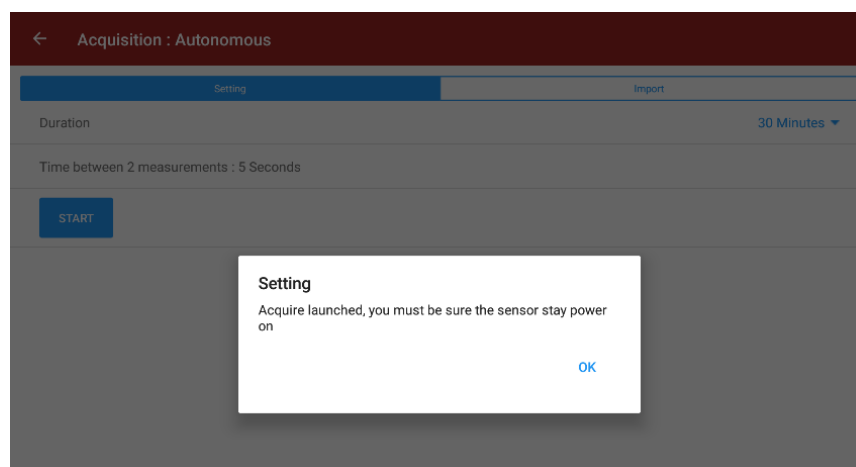 Acquisition : Autonomous
Setting
Import
Duration
30 Minutes
Time between 2 measurements : 5 Seconds
START
Setting
Acquire launched, you must be sure the sensor stay power
on
OK